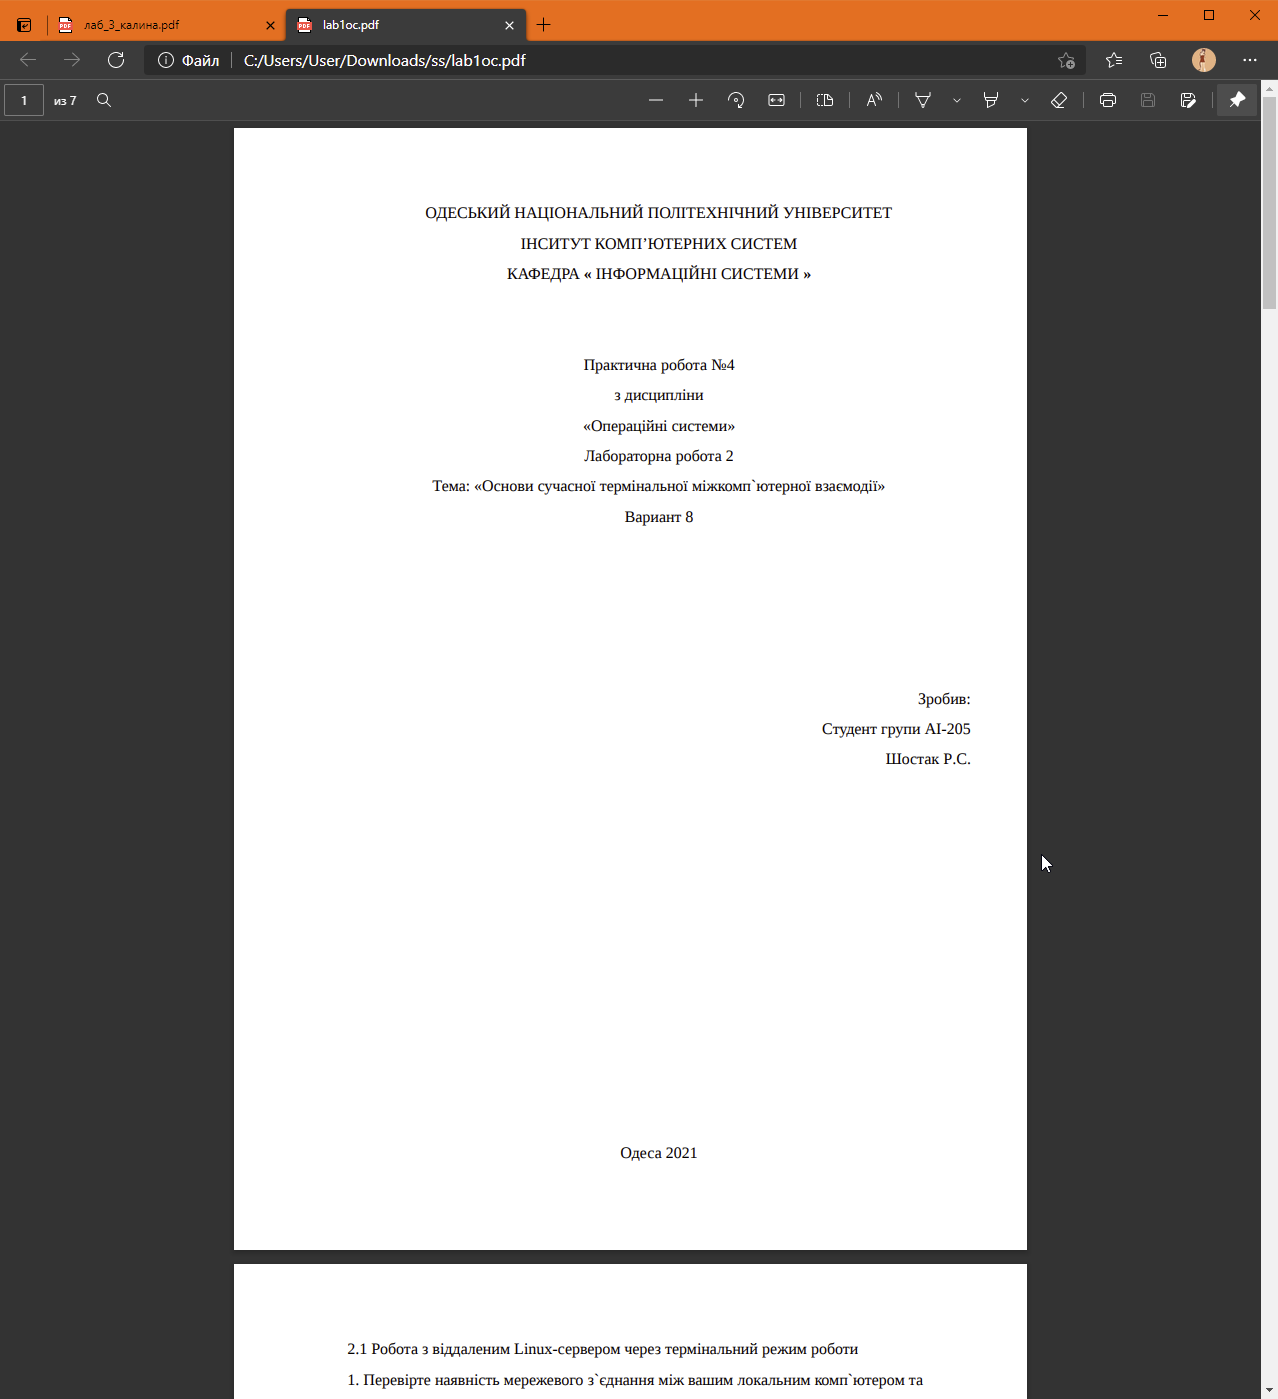 лаб_3_калина.pdf
lab1oc.pdf
Файл
C:/Users/User/Downloads/ss/lab1oc.pdf
1 из 7
ОДЕСЬКИЙ НАЦІОНАЛЬНИЙ ПОЛІТЕХНІЧНИЙ УНІВЕРСИТЕТ
ІНСИТУТ КОМП’ЮТЕРНИХ СИСТЕМ
КАФЕДРА « ІНФОРМАЦІЙНІ СИСТЕМИ »
Практична робота №4
з дисципліни
«Операційні системи»
Лабораторна робота 2
Тема: «Основи сучасної термінальної міжкомп`ютерної взаємодії»
Вариант 8
Зробив:
Студент групи АІ-205
Шостак Р.С.
Одеса 2021
2.1 Робота з віддаленим Linux-сервером через термінальний режим роботи
1. Перевірте наявність мережевого з`єднання між вашим локальним комп`ютером та